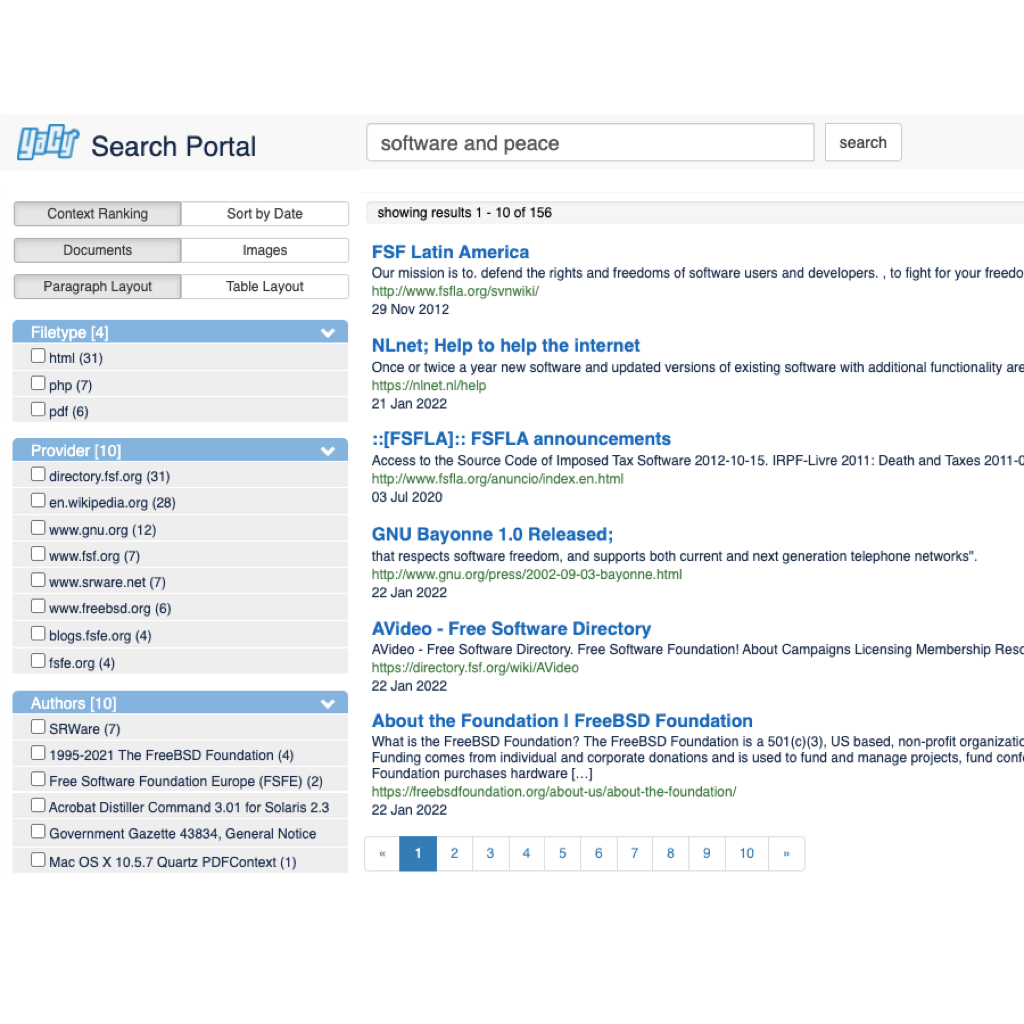 YaCy Search Portal
software and peace
search
Context Ranking
Sort by Date
Documents
Images
Paragraph Layout
Table Layout
Filetype [4]
html (31)
php (7)
pdf (6)
Provider [10]
directory.fsf.org (31)
en.wikipedia.org (28)
www.gnu.org (12)
www.fsf.org (7)
www.srware.net (7)
www.freebsd.org (6)
blogs.fsfe.org (4)
fsfe.org (4)
Authors [10]
SRWare (7)
1995-2021 The FreeBSD Foundation (4)
Free Software Foundation Europe (FSFE) (2)
Acrobat Distiller Command 3.01 for Solaris 2.3
Government Gazette 43834, General Notice
Mac OS X 10.5.7 Quartz PDFContext (1)
showing results 1 - 10 of 156
FSF Latin America
Our mission is to. defend the rights and freedoms of software users and developers. , to fight for your freedo
http://www.fsfla.org/svnwiki/
29 Nov 2012
NLnet; Help to help the internet
Once or twice a year new software and updated versions of existing software with additional functionality are
https://nlnet.nl/help
21 Jan 2022
::[FSFLA]:: FSFLA announcements
Access to the Source Code of Imposed Tax Software 2012-10-15. IRPF-Livre 2011: Death and Taxes 2011-0
http://www.fsfla.org/anuncio/index.en.html
03 Jul 2020
GNU Bayonne 1.0 Released;
that respects software freedom, and supports both current and next generation telephone networks".
http://www.gnu.org/press/2002-09-03-bayonne.html
22 Jan 2022
AVideo - Free Software Directory
AVideo - Free Software Directory. Free Software Foundation! About Campaigns Licensing Membership Reso
https://directory.fsf.org/wiki/AVideo
22 Jan 2022
About the Foundation | FreeBSD Foundation
What is the FreeBSD Foundation? The FreeBSD Foundation is a 501(c)(3), US based, non-profit organizatio
Funding comes from individual and corporate donations and is used to fund and manage projects, fund confe
Foundation purchases hardware […]
https://freebsdfoundation.org/about-us/about-the-foundation/
22 Jan 2022
« 1 2 3 4 5 6 7 8 9 10 »